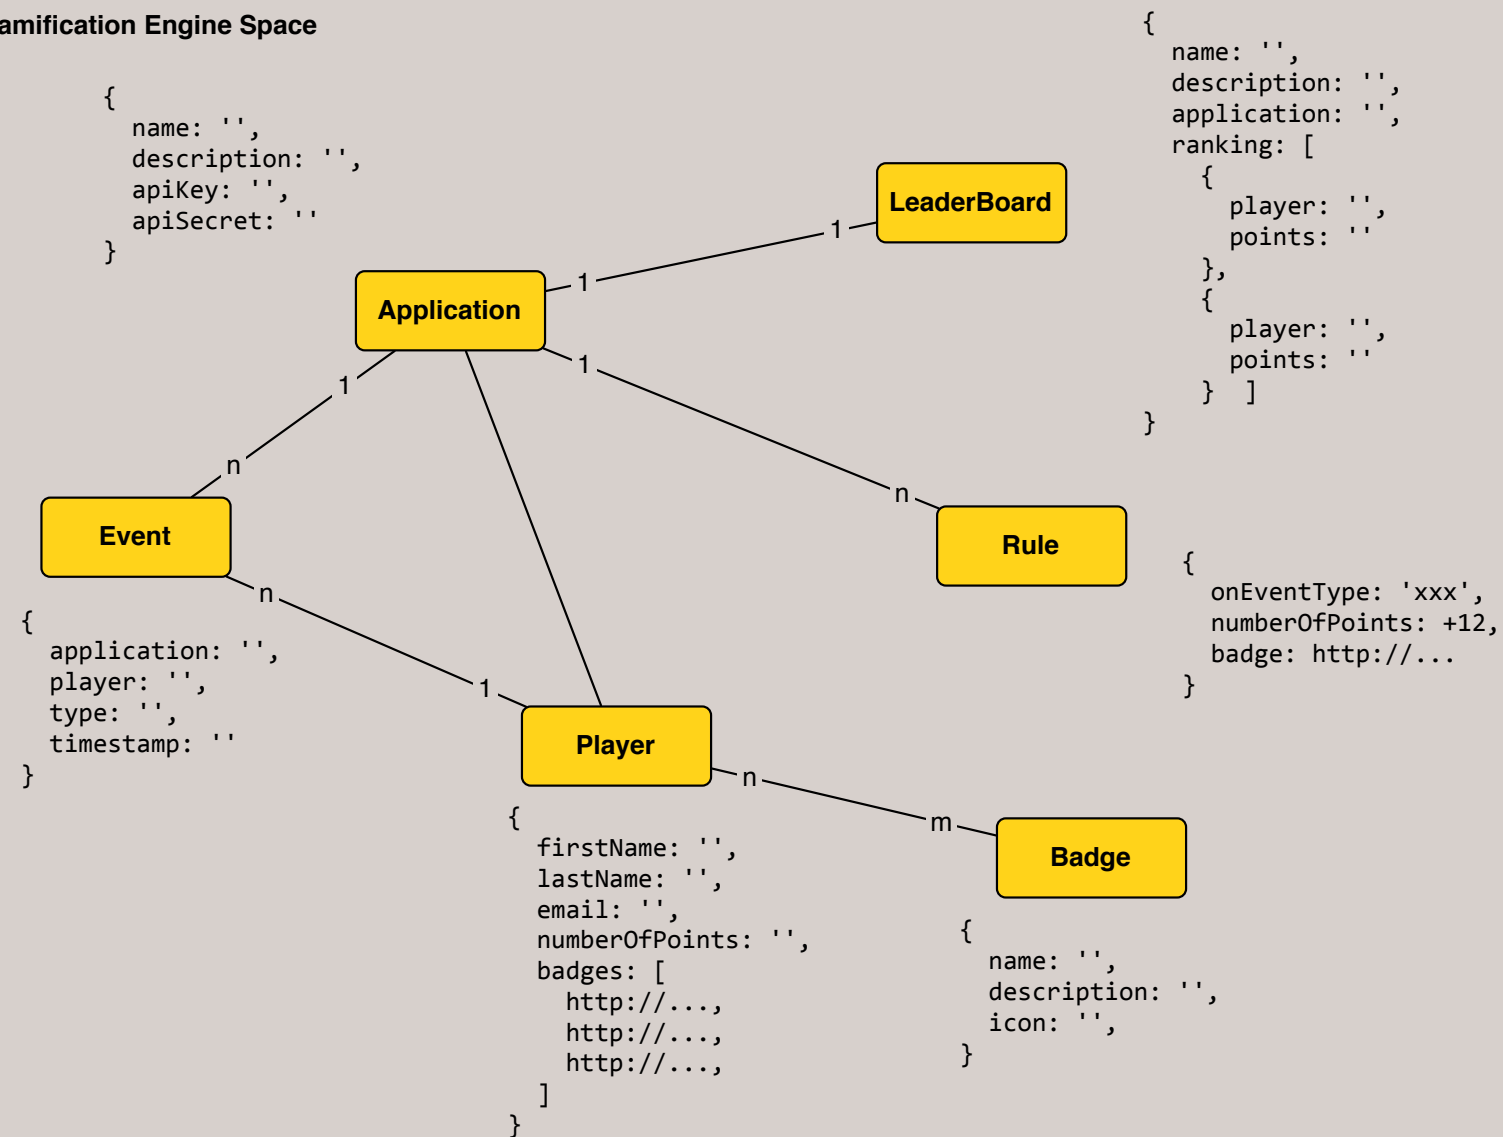 amification Engine Space
{
name: '',
description: '',
apiKey: '',
apiSecret: ''
}
{
name: '',
description: '',
application: '',
ranking: [
{
player: '',
points: ''
},
{
player: '',
points: ''
} ]
}
LeaderBoard
1
1
Application
1
1
n
n
Event
n
1
{
application: '',
player: '',
type: '',
timestamp: ''
}
Rule
{
onEventType: 'xxx',
numberOfPoints: +12,
badge: http://...
}
Player
n
m
{
firstName: '',
lastName: '',
email: '',
numberOfPoints: '',
badges: [
http://...,
http://...,
http://...,
]
}
Badge
{
name: '',
description: '',
icon: '',
}